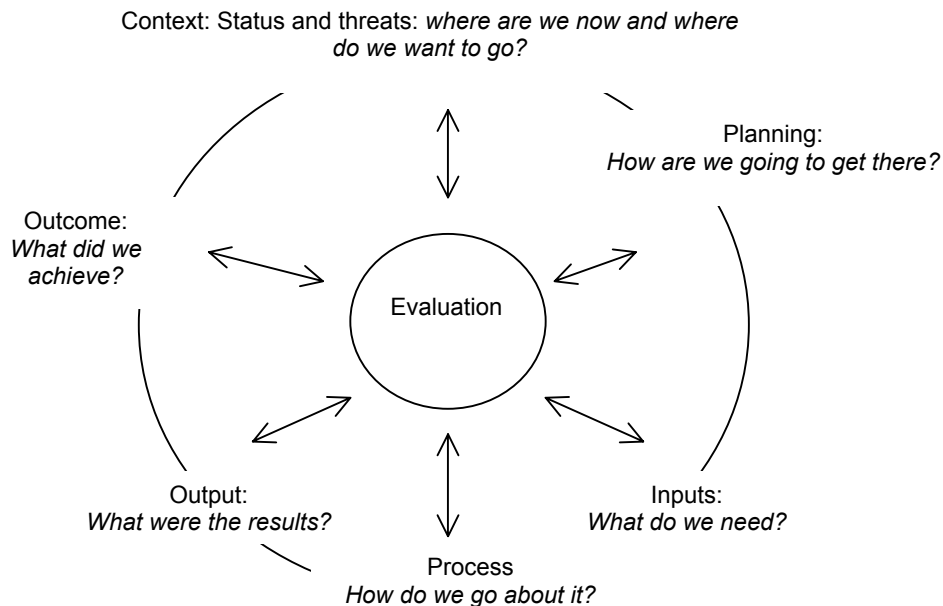 Context: Status and threats: where are we now and where
do we want to go?
Planning:
How are we going to get there?
Outcome:
What did we
achieve?
Evaluation
Output:
What were the results?
Inputs:
What do we need?
Process
How do we go about it?